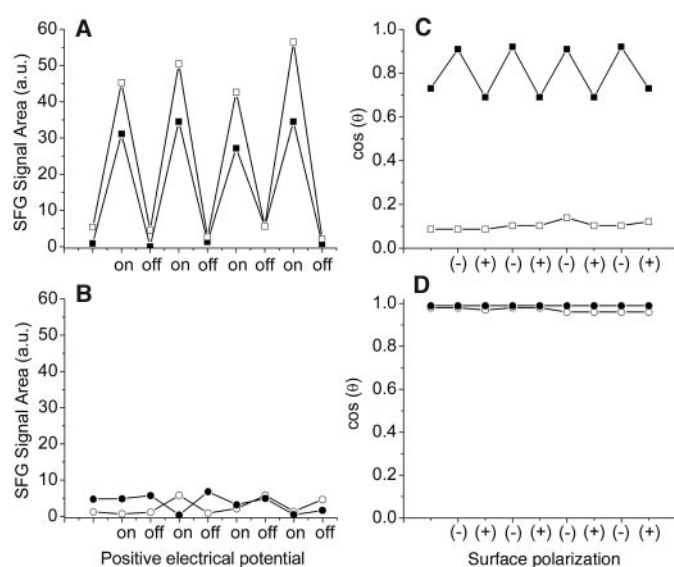 A
SFG Signal Area (a.u.)
60
50
40
30
20
10
0
on off on off on off on off
B
SFG Signal Area (a.u.)
60
50
40
30
20
10
0
on off on off on off on off
Positive electrical potential
C
cos (θ)
1.0
0.8
0.6
0.4
0.2
0.0
(-) (+) (-) (+) (-) (+) (-) (+)
D
cos (θ)
1.0
0.8
0.6
0.4
0.2
0.0
(-) (+) (-) (+) (-) (+) (-) (+)
Surface polarization